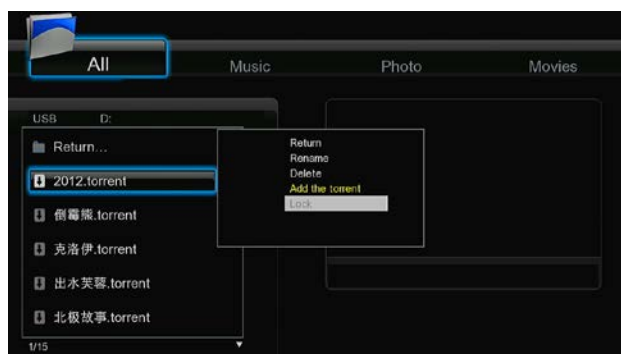 All
Music
Photo
Movies
USB D:
Return...
2012.torrent
倒霉熊.torrent
克洛伊.torrent
出水芙蓉.torrent
北极故事.torrent
1/15
Return
Rename
Delete
Add the torrent
Lock